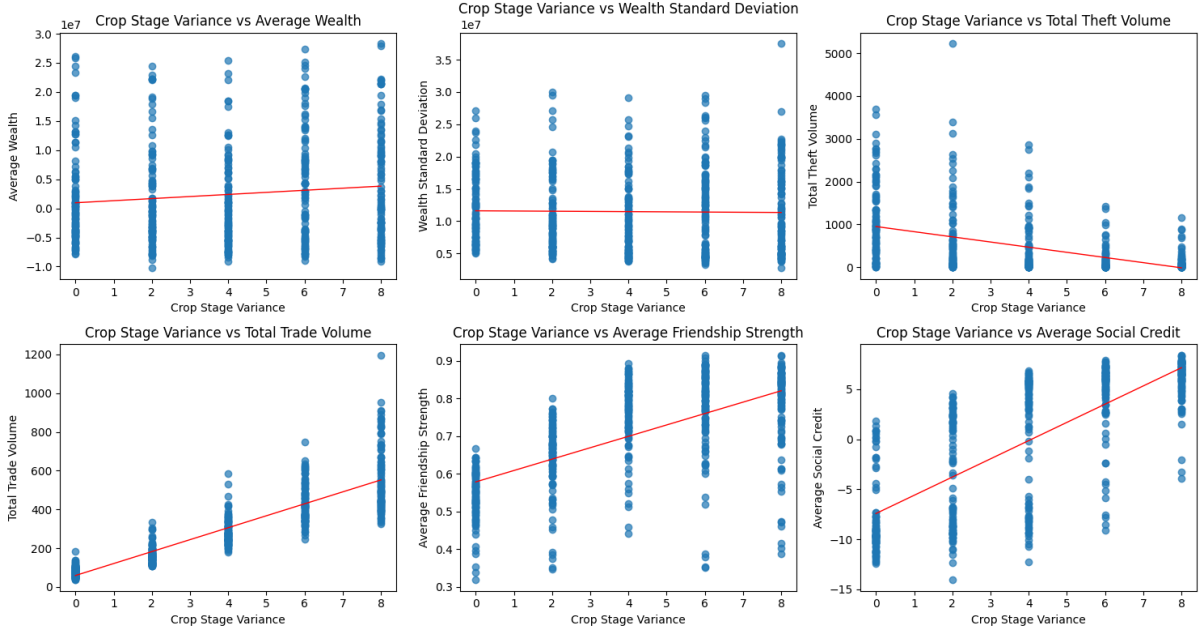 Crop Stage Variance vs Average Wealth
1e7
3.0
2.5
2.0
1.5
1.0
0.5
0.0
−0.5
−1.0
Average Wealth
0 1 2 3 4 5 6 7 8
Crop Stage Variance
Crop Stage Variance vs Wealth Standard Deviation
1e7
3.5
3.0
2.5
2.0
1.5
1.0
0.5
Wealth Standard Deviation
0 1 2 3 4 5 6 7 8
Crop Stage Variance
Crop Stage Variance vs Total Theft Volume
5000
4000
3000
2000
1000
0
Total Theft Volume
0 1 2 3 4 5 6 7 8
Crop Stage Variance
Crop Stage Variance vs Total Trade Volume
1200
1000
800
600
400
200
0
Total Trade Volume
0 1 2 3 4 5 6 7 8
Crop Stage Variance
Crop Stage Variance vs Average Friendship Strength
0.9
0.8
0.7
0.6
0.5
0.4
0.3
Average Friendship Strength
0 1 2 3 4 5 6 7 8
Crop Stage Variance
Crop Stage Variance vs Average Social Credit
5
0
−5
−10
−15
Average Social Credit
0 1 2 3 4 5 6 7 8
Crop Stage Variance